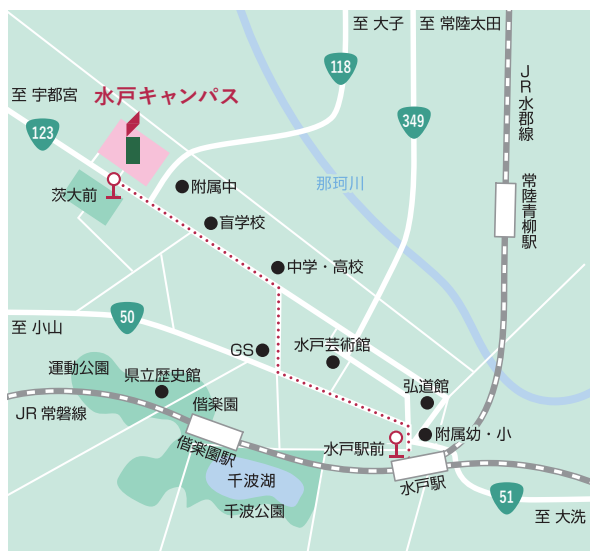 至 大子
至 常陸太田
118
JR水郡線
至 宇都宮
水戸キャンパス
123
349
附属中
那珂川
常陸青柳駅
茨大前
盲学校
中学・高校
50
至 小山
GS
水戸芸術館
運動公園
県立歴史館
弘道館
偕楽園
JR 常磐線
附属幼・小
偕楽園駅
水戸駅前
千波湖
水戸駅
51
千波公園
至 大洗